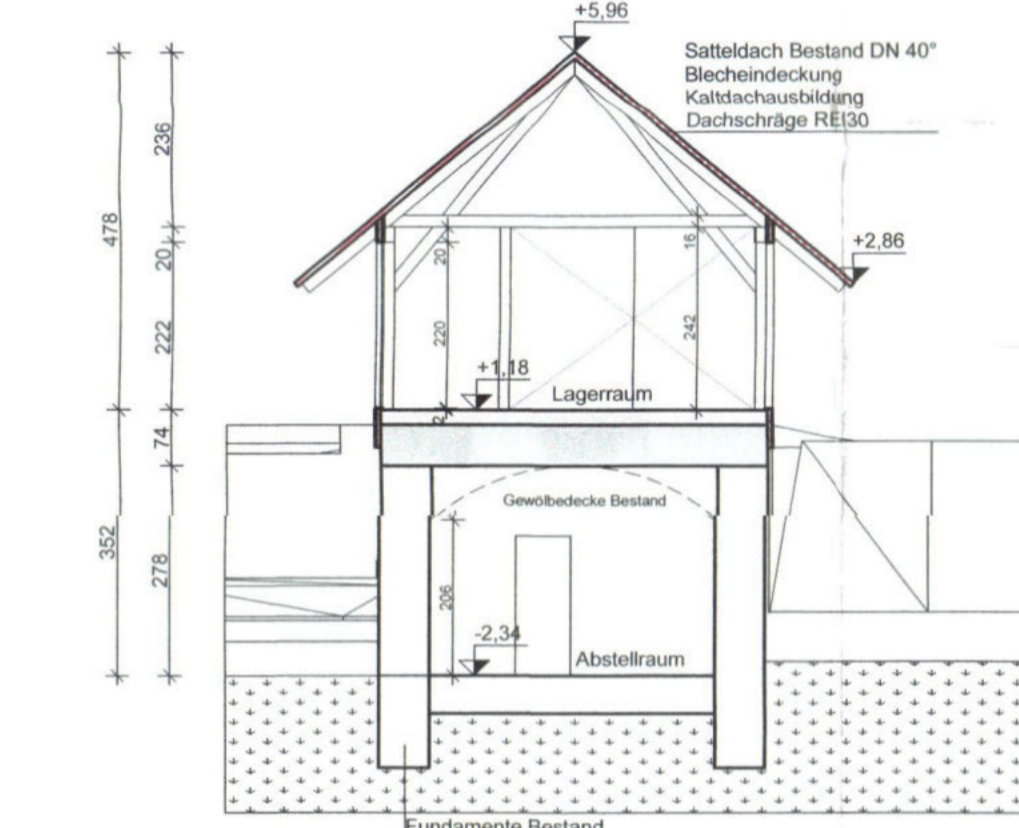 +5,96
Satteldach Bestand DN 40°
Blecheindeckung
Kaltdachausbildung
Dachschräge REI30
236
478
20
222
20
16
+2,86
220
242
+1,18
Lagerraum
2
74
Gewölbedecke Bestand
352
278
206
-2,34
Abstellraum
Fundamente Bestand